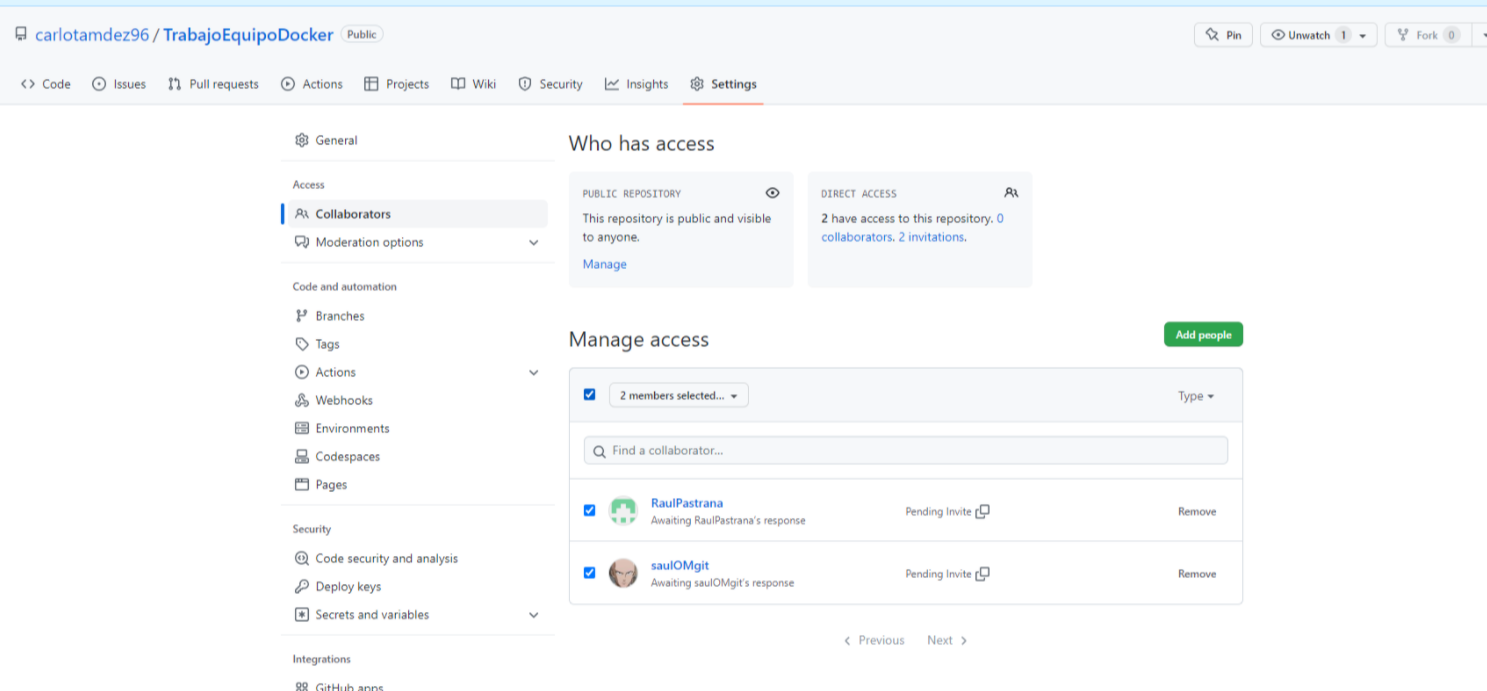 carlotamdez96 / TrabajoEquipoDocker Public
Pin
Unwatch 1
Fork 0
Code Issues Pull requests Actions Projects Wiki Security Insights Settings
General
Access
Collaborators
Moderation options
Code and automation
Branches
Tags
Actions
Webhooks
Environments
Codespaces
Pages
Security
Code security and analysis
Deploy keys
Secrets and variables
Integrations
GitHub apps
Who has access
PUBLIC REPOSITORY
This repository is public and visible
to anyone.
Manage
DIRECT ACCESS
2 have access to this repository. 0
collaborators. 2 invitations.
Manage access
Add people
2 members selected...
Type
Find a collaborator...
RaulPastrana
Awaiting RaulPastrana's response
Pending Invite
Remove
saulOMgit
Awaiting saulOMgit's response
Pending Invite
Remove
Previous Next